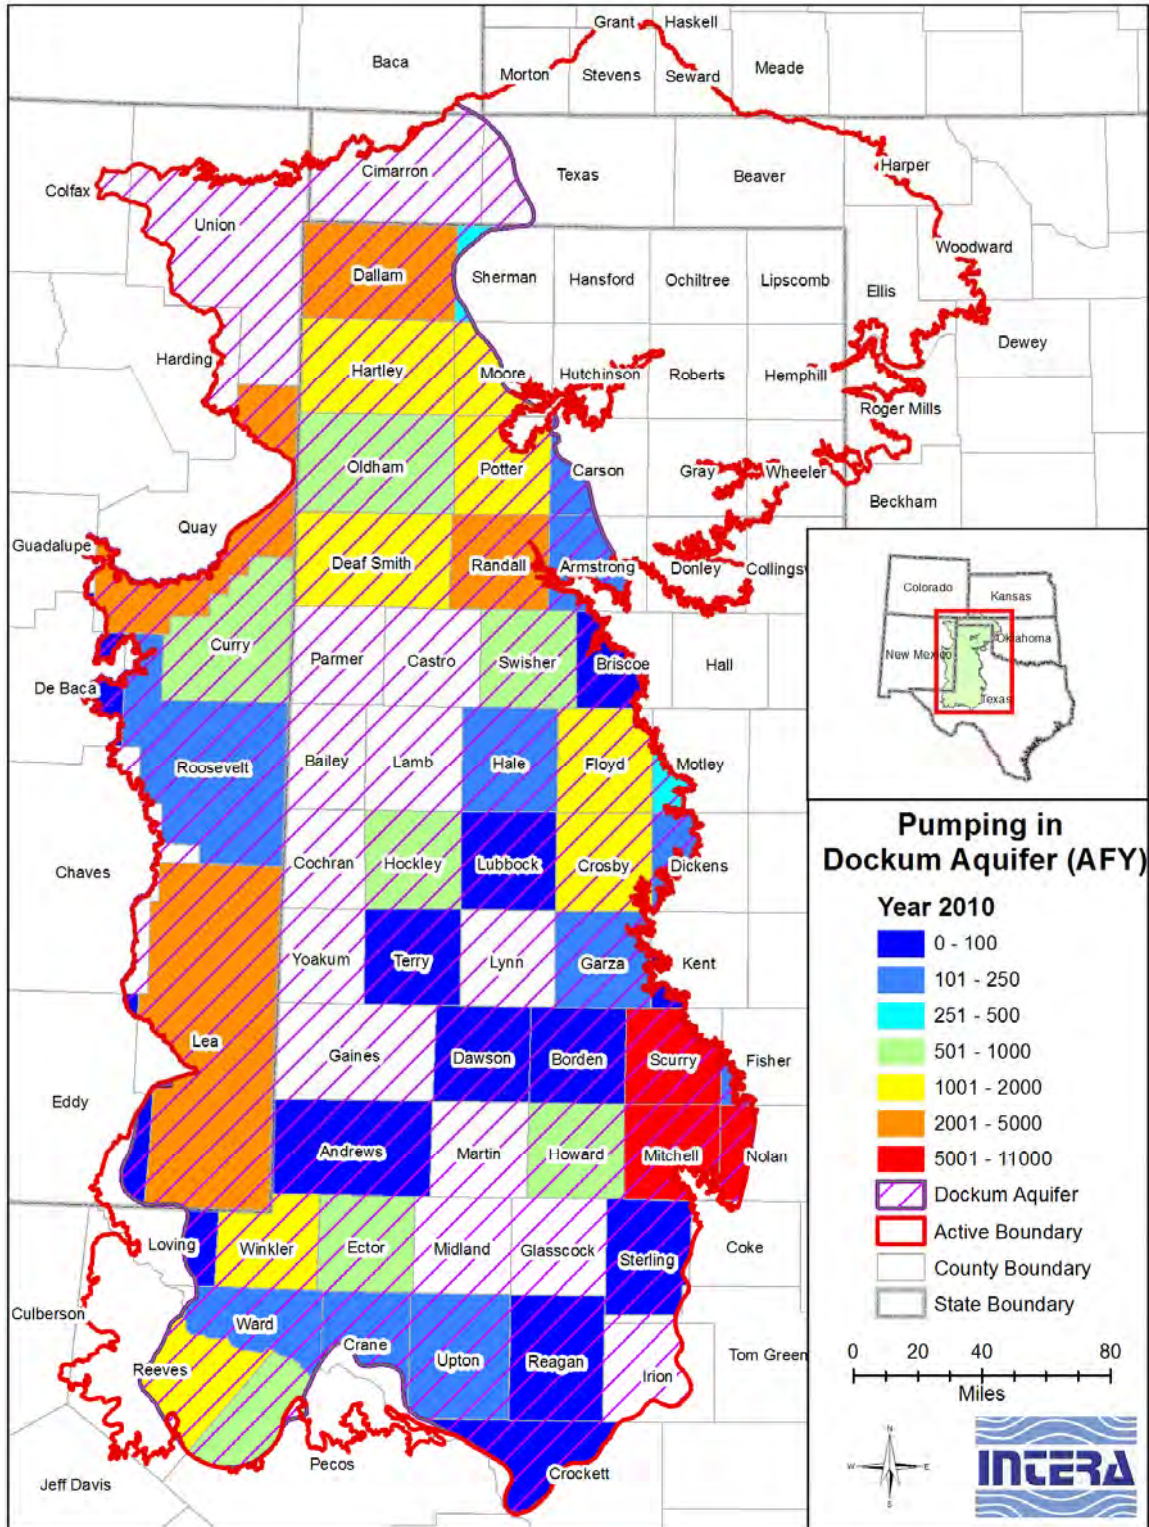 Grant
Haskell
Baca
Morton
Stevens
Seward
Meade
Colfax
Cimarron
Texas
Beaver
Harper
Union
Woodward
Dallam
Sherman
Hansford
Ochiltree
Lipscomb
Ellis
Dewey
Harding
Hartley
Moore
Hutchinson
Roberts
Hemphill
Roger Mills
Oldham
Potter
Carson
Gray
Wheeler
Beckham
Quay
Guadalupe
Deaf Smith
Randall
Armstrong
Donley
Collingsw
Curry
Parmer
Castro
Swisher
Briscoe
Hall
De Baca
Roosevelt
Bailey
Lamb
Hale
Floyd
Motley
Chaves
Cochran
Hockley
Lubbock
Crosby
Dickens
Yoakum
Terry
Lynn
Garza
Kent
Lea
Gaines
Dawson
Borden
Scurry
Fisher
Eddy
Andrews
Martin
Howard
Mitchell
Nolan
Loving
Winkler
Ector
Midland
Glasscock
Sterling
Coke
Culberson
Ward
Crane
Upton
Reagan
Irion
Tom Green
Reeves
Pecos
Crockett
Jeff Davis
Colorado
Kansas
New Mexico
Oklahoma
Texas
Pumping in
Dockum Aquifer (AFY)
Year 2010
0 - 100
101 - 250
251 - 500
501 - 1000
1001 - 2000
2001 - 5000
5001 - 11000
Dockum Aquifer
Active Boundary
County Boundary
State Boundary
0 20 40 80
Miles
N
W E
S
INTERA